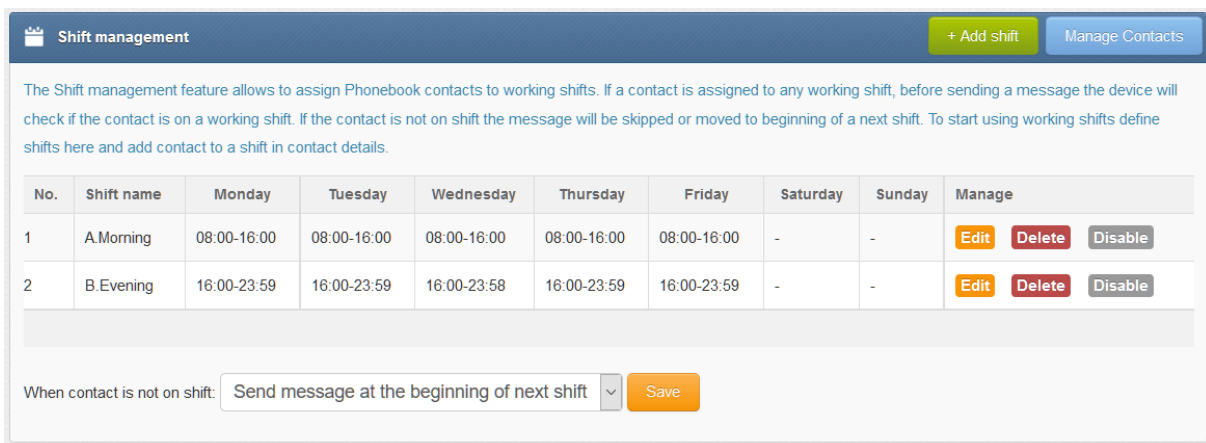 Shift management + Add shift Manage Contacts
The Shift management feature allows to assign Phonebook contacts to working shifts. If a contact is assigned to any working shift, before sending a message the device will
check if the contact is on a working shift. If the contact is not on shift the message will be skipped or moved to beginning of a next shift. To start using working shifts define
shifts here and add contact to a shift in contact details.
No. Shift name Monday Tuesday Wednesday Thursday Friday Saturday Sunday Manage
1 A.Morning 08:00-16:00 08:00-16:00 08:00-16:00 08:00-16:00 08:00-16:00 - - Edit Delete Disable
2 B.Evening 16:00-23:59 16:00-23:59 16:00-23:58 16:00-23:59 16:00-23:59 - - Edit Delete Disable
When contact is not on shift: Send message at the beginning of next shift Save